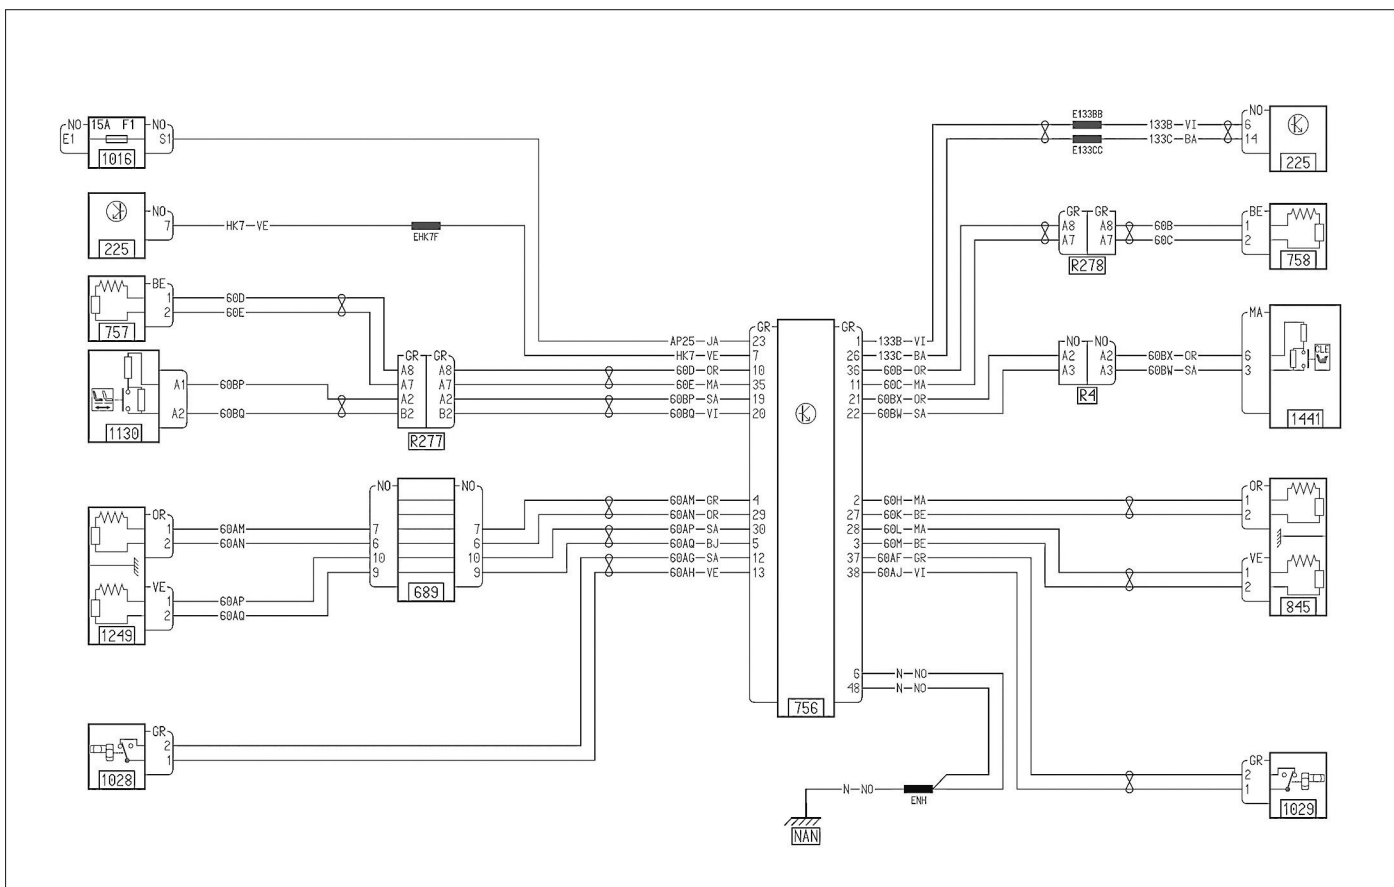 NO 15A F1 NO
E1 S1
1016
NO
7 HK7 VE
EHK7F
225
BE
1 60D
2 60E
757
GR GR
A8 A8
A7 A7
A2 A2
B2 B2
R277
A1 60BP
A2 60BQ
1130
NO NO
7 7
6 6
10 10
9 9
689
OR
1 60AM
2 60AN
VE
1 60AP
2 60AQ
1249
GR
2
1
1028
GR GR
AP25 JA 23
HK7 VE 7
60D OR 10
60E MA 35
60BP SA 19
60BQ VI 20
60AM GR 4
60AN OR 29
60AP SA 30
60AQ BJ 5
60AG SA 12
60AH VE 13
1 133B VI
26 133C BA
36 60B OR
11 60C MA
21 60BX OR
22 60BW SA
2 60H MA
27 60K BE
28 60L MA
3 60M BE
37 60AF GR
38 60AJ VI
6 N NO
48 N NO
756
N NO
ENH
NAN
E133BB
E133CC
133B VI 6
133C BA 14
NO
225
GR GR
A8 A8
A7 A7
R278
60B 1
60C 2
BE
758
NO NO
A2 A2
A3 A3
R4
60BX OR 6
60BW SA 3
MA
CLE
1441
OR
1
2
VE
1
2
845
GR
2
1
1029